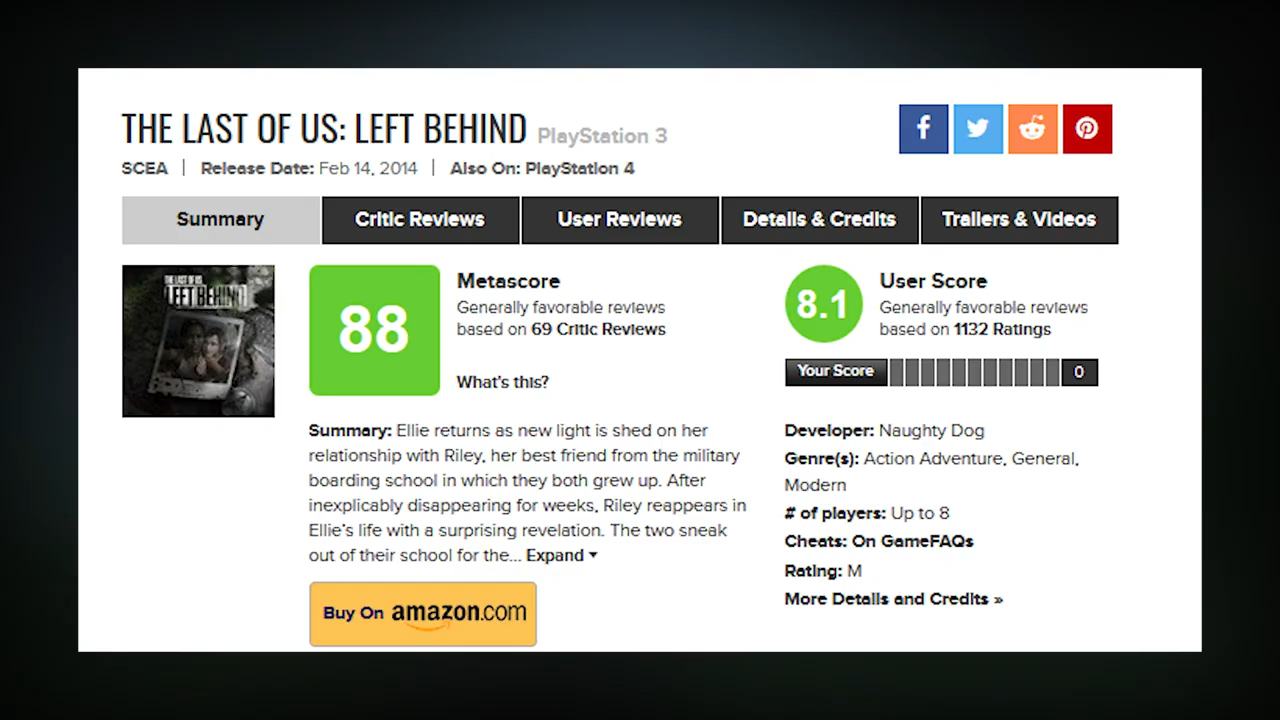 THE LAST OF US: LEFT BEHIND PlayStation 3
SCEA | Release Date: Feb 14, 2014 | Also On: PlayStation 4
Summary Critic Reviews User Reviews Details & Credits Trailers & Videos
THE LAST OF US
LEFT BEHIND
88
Metascore
Generally favorable reviews
based on 69 Critic Reviews
What's this?
8.1
User Score
Generally favorable reviews
based on 1132 Ratings
Your Score 0
Summary: Ellie returns as new light is shed on her
relationship with Riley, her best friend from the military
boarding school in which they both grew up. After
inexplicably disappearing for weeks, Riley reappears in
Ellie's life with a surprising revelation. The two sneak
out of their school for the... Expand
Buy On amazon.com
Developer: Naughty Dog
Genre(s): Action Adventure, General,
Modern
# of players: Up to 8
Cheats: On GameFAQs
Rating: M
More Details and Credits »